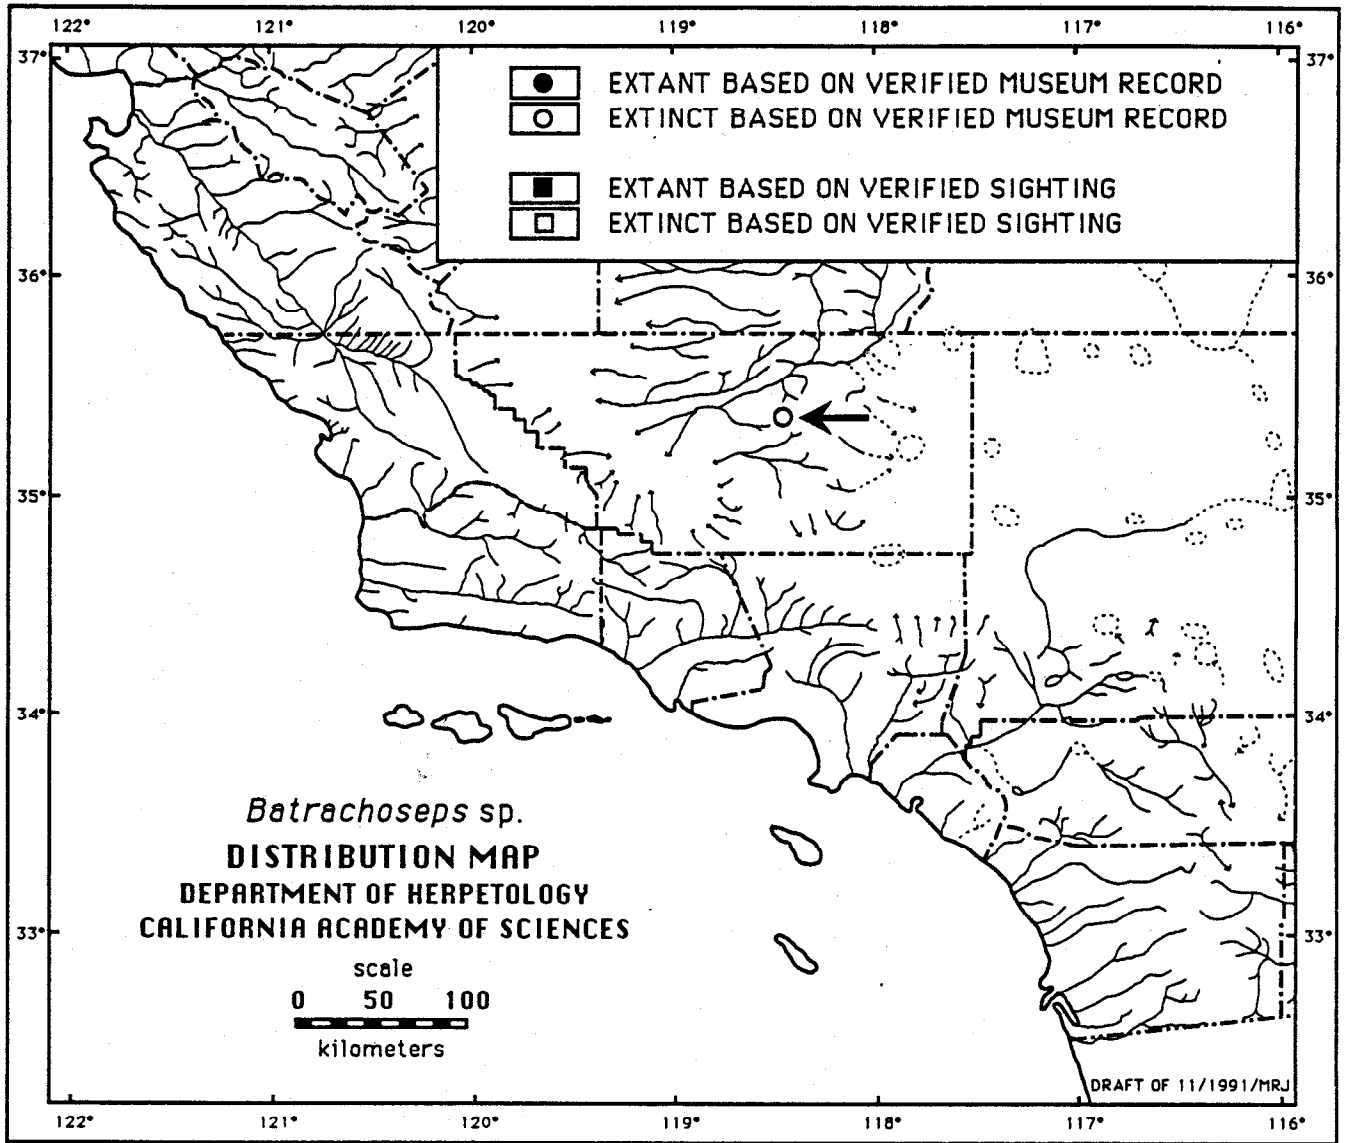 122° 121° 120° 119° 118° 117° 116°
37° 37°
EXTANT BASED ON VERIFIED MUSEUM RECORD
EXTINCT BASED ON VERIFIED MUSEUM RECORD
EXTANT BASED ON VERIFIED SIGHTING
EXTINCT BASED ON VERIFIED SIGHTING
36° 36°
35° 35°
34° 34°
Batrachoseps sp.
DISTRIBUTION MAP
DEPARTMENT OF HERPETOLOGY
CALIFORNIA ACADEMY OF SCIENCES
33° 33°
scale
0 50 100
kilometers
DRAFT OF 11/1991/MRJ
122° 121° 120° 119° 118° 117° 116°